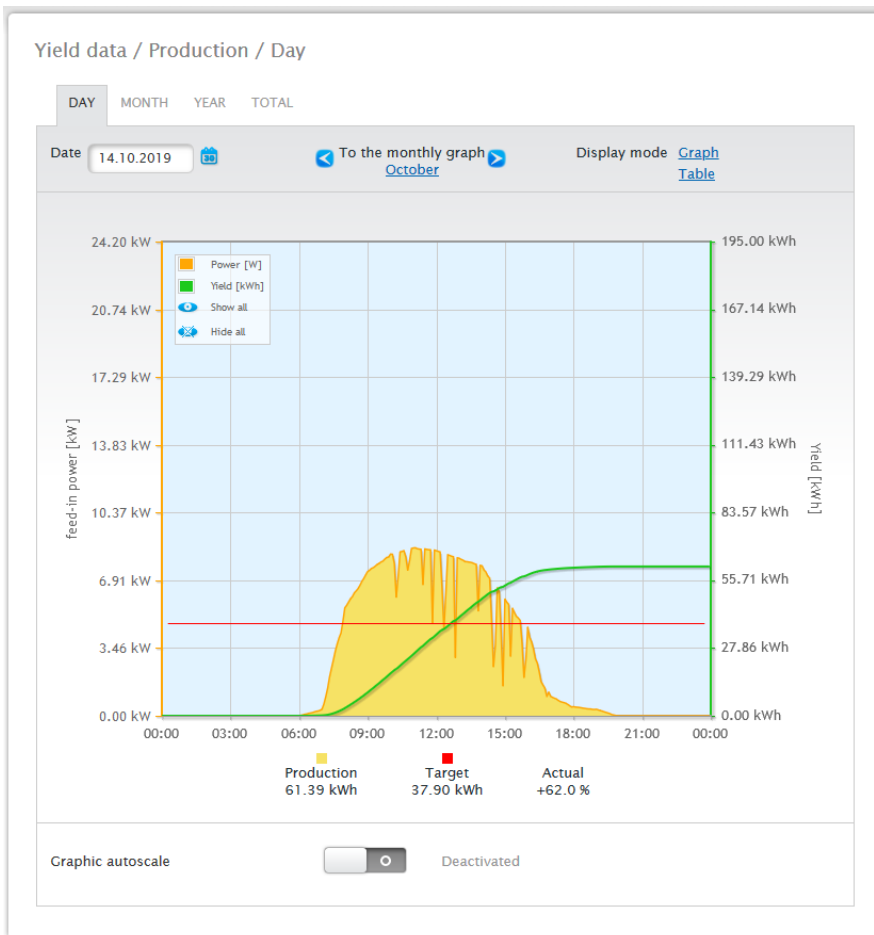 Yield data / Production / Day
DAY MONTH YEAR TOTAL
Date 14.10.2019 30 To the monthly graph Display mode Graph
October
Table
24.20 kW 195.00 kWh
Power [W]
Yield [kWh]
Show all
Hide all
20.74 kW 167.14 kWh
17.29 kW 139.29 kWh
13.83 kW 111.43 kWh
10.37 kW 83.57 kWh
6.91 kW 55.71 kWh
3.46 kW 27.86 kWh
0.00 kW 0.00 kWh
feed-in power [kW]
Yield [kWh]
00:00 03:00 06:00 09:00 12:00 15:00 18:00 21:00 00:00
Production Target Actual
61.39 kWh 37.90 kWh +62.0 %
Graphic autoscale Deactivated